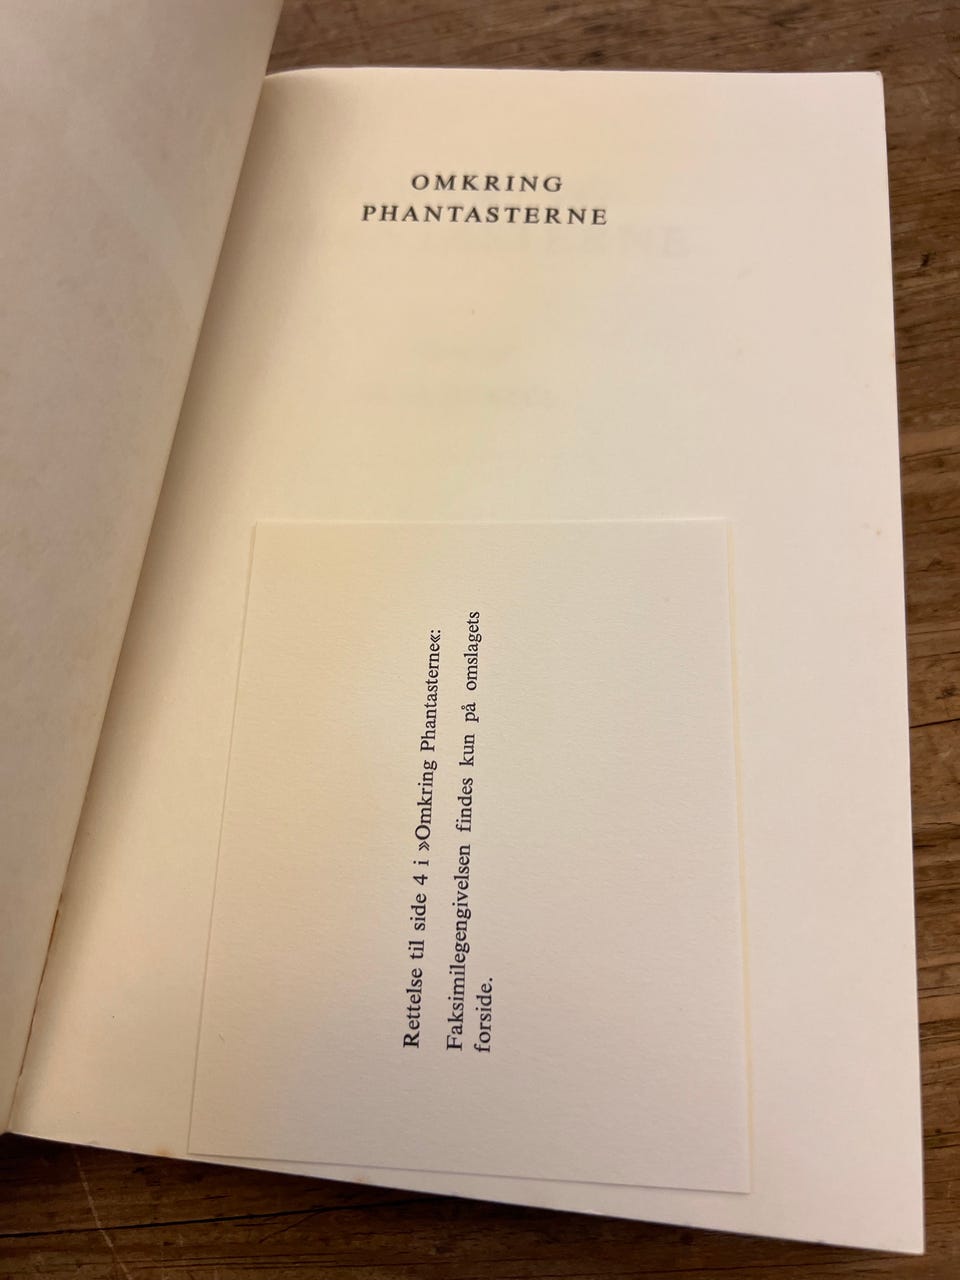 OMKRING
PHANTASTERNE
Rettelse til side 4 i »Omkring Phantasterne«:
Faksimilegengivelsen findes kun på omslagets
forside.